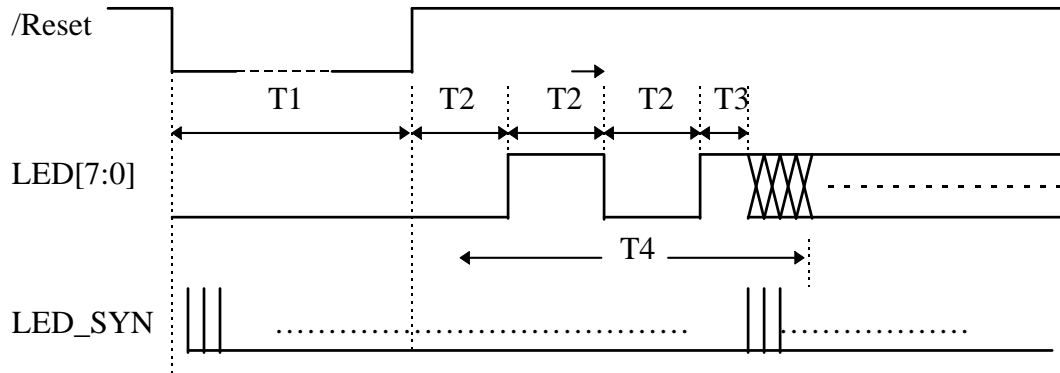 /Reset
T1 T2 T2 T2 T3
LED[7:0]
T4
LED_SYN